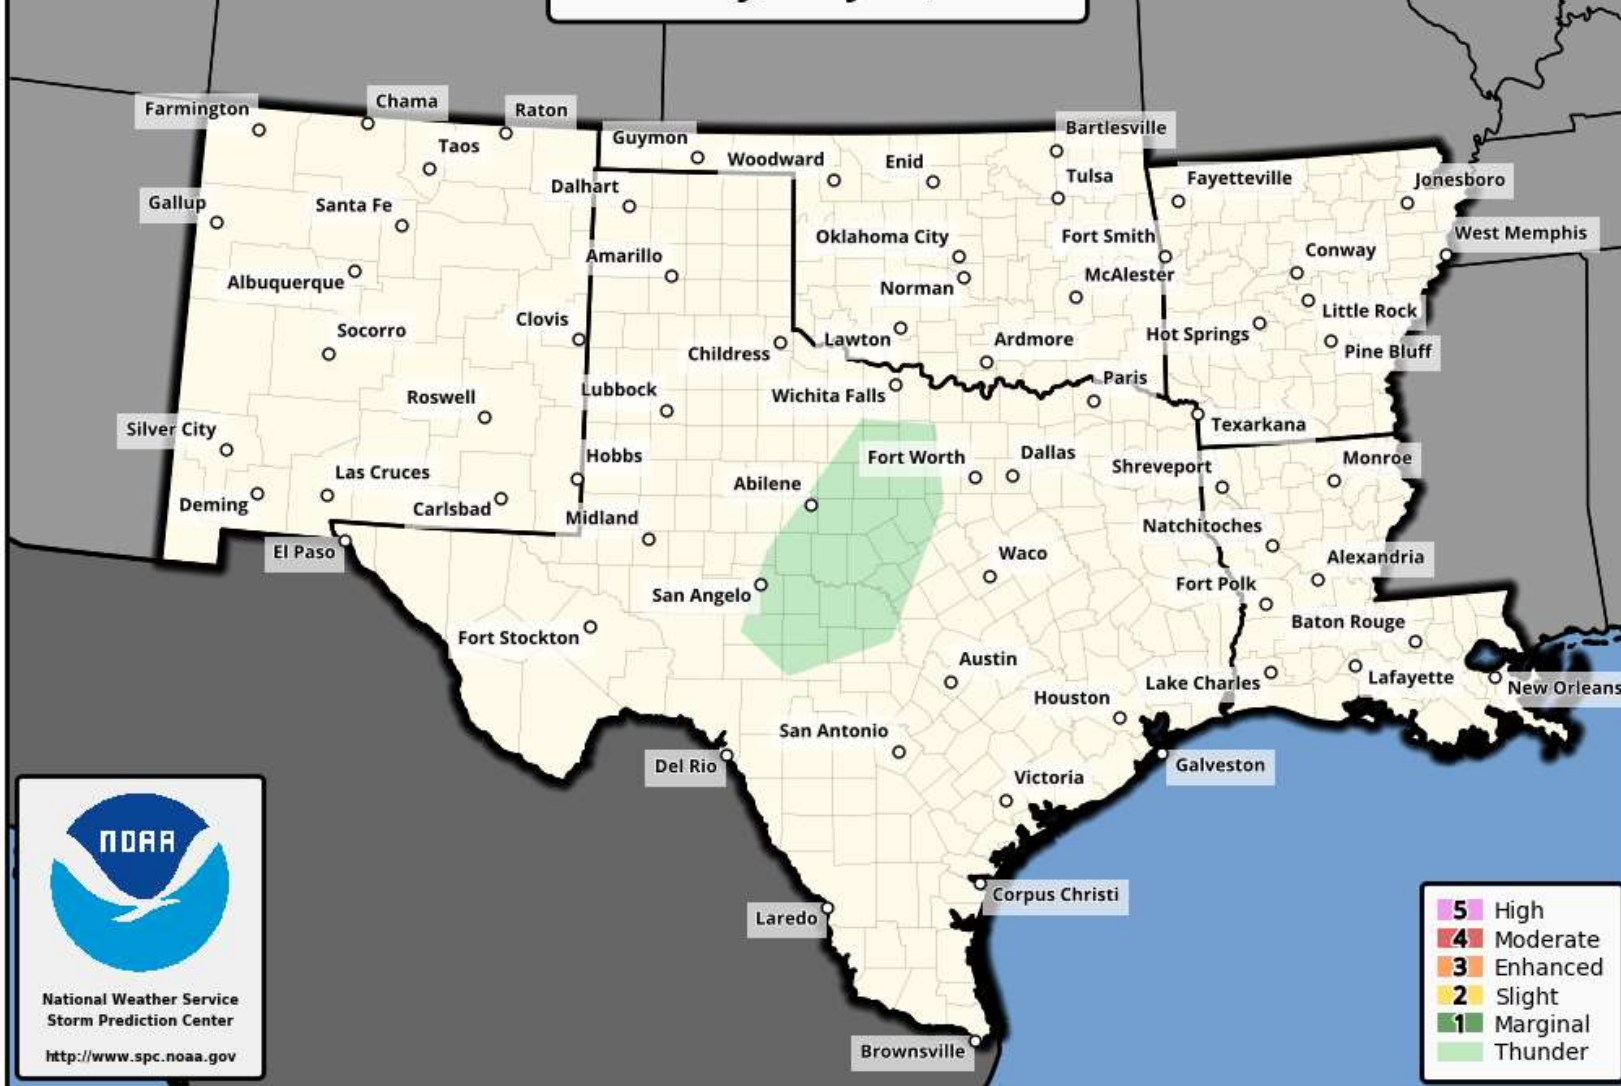 Farmington
Chama
Raton
Taos
Guymon
Woodward
Enid
Bartlesville
Tulsa
Fayetteville
Jonesboro
Gallup
Santa Fe
Dalhart
Oklahoma City
Fort Smith
Conway
West Memphis
Albuquerque
Amarillo
Norman
McAlester
Little Rock
Socorro
Clovis
Childress
Lawton
Ardmore
Hot Springs
Pine Bluff
Roswell
Lubbock
Wichita Falls
Paris
Texarkana
Silver City
Las Cruces
Hobbs
Abilene
Fort Worth
Dallas
Shreveport
Monroe
Deming
Carlsbad
Midland
Natchitoches
El Paso
San Angelo
Waco
Fort Polk
Alexandria
Fort Stockton
Austin
Baton Rouge
Houston
Lake Charles
Lafayette
New Orleans
Del Rio
San Antonio
Galveston
Victoria
Laredo
Corpus Christi
Brownsville
NOAA
National Weather Service
Storm Prediction Center
http://www.spc.noaa.gov
5 High
4 Moderate
3 Enhanced
2 Slight
1 Marginal
Thunder